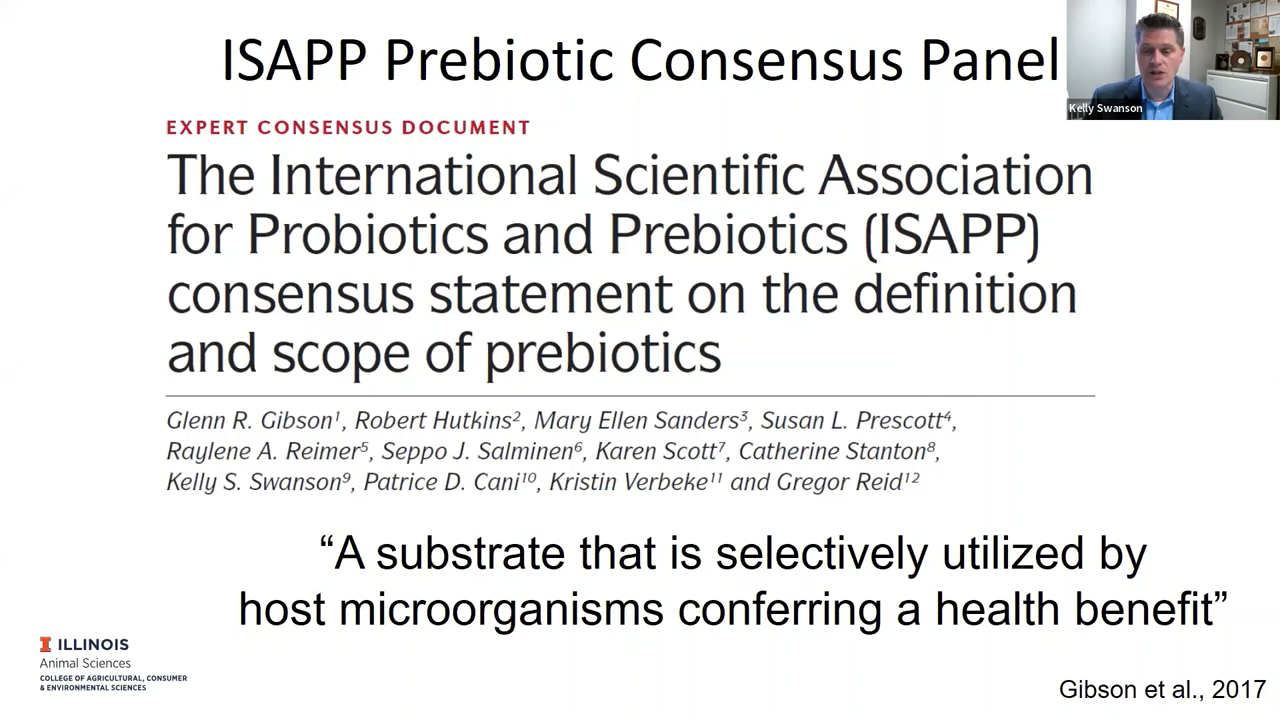 ISAPP Prebiotic Consensus Panel
Kelly Swanson
EXPERT CONSENSUS DOCUMENT
The International Scientific Association
for Probiotics and Prebiotics (ISAPP)
consensus statement on the definition
and scope of prebiotics
Glenn R. Gibson¹, Robert Hutkins², Mary Ellen Sanders³, Susan L. Prescott⁴,
Raylene A. Reimer⁵, Seppo J. Salminen⁶, Karen Scott⁷, Catherine Stanton⁸,
Kelly S. Swanson⁹, Patrice D. Cani¹⁰, Kristin Verbeke¹¹ and Gregor Reid¹²
“A substrate that is selectively utilized by
host microorganisms conferring a health benefit”
I ILLINOIS
Animal Sciences
COLLEGE OF AGRICULTURAL, CONSUMER
& ENVIRONMENTAL SCIENCES
Gibson et al., 2017